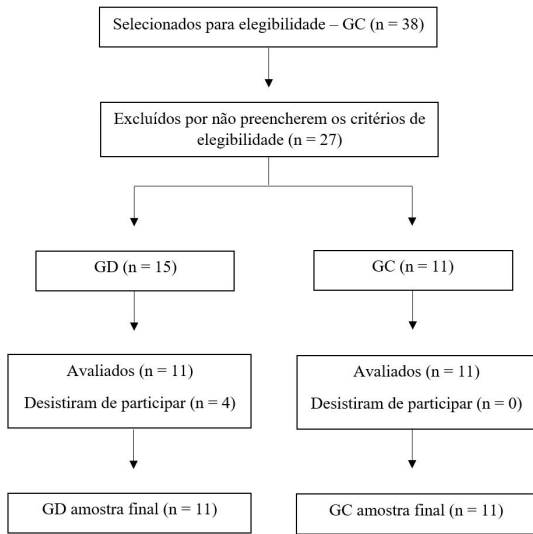 Selecionados para elegibilidade – GC (n = 38)
Excluídos por não preencherem os critérios de
elegibilidade (n = 27)
GD (n = 15)
GC (n = 11)
Avaliados (n = 11)
Desistiram de participar (n = 4)
Avaliados (n = 11)
Desistiram de participar (n = 0)
GD amostra final (n = 11)
GC amostra final (n = 11)